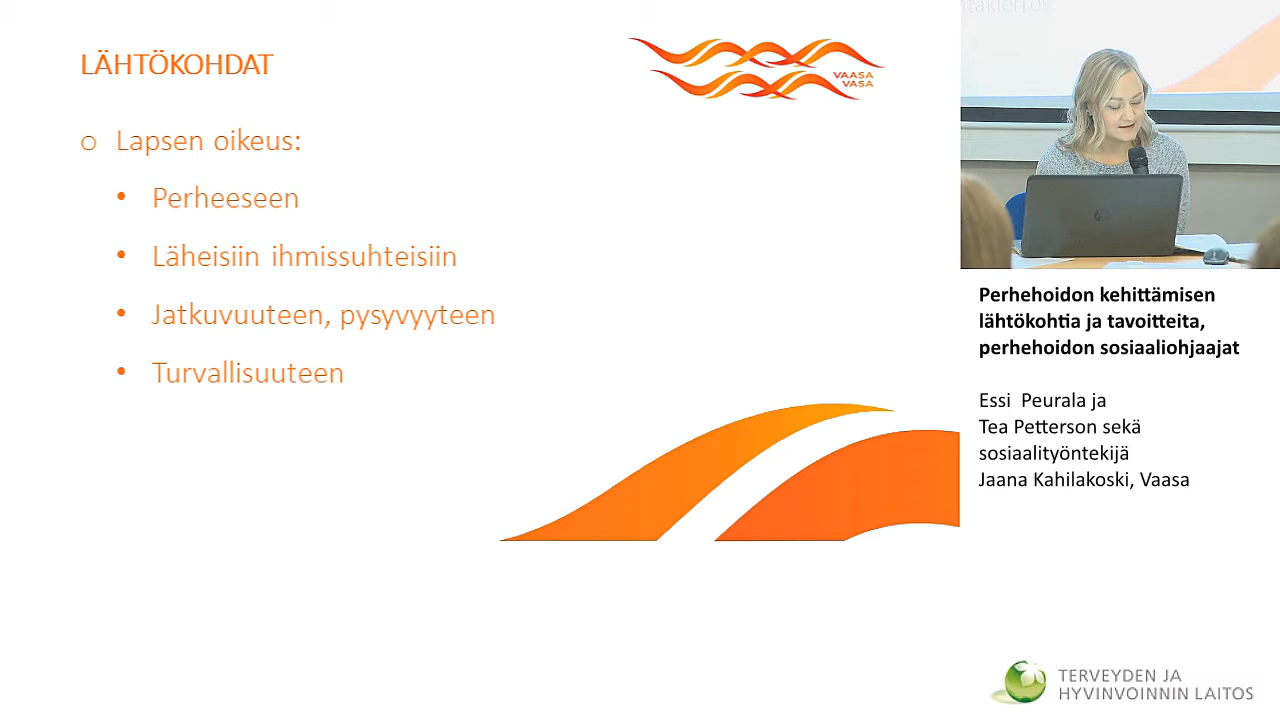 LÄHTÖKOHDAT
VAASA
VASA
o Lapsen oikeus:
• Perheeseen
• Läheisiin ihmissuhteisiin
• Jatkuvuuteen, pysyvyyteen
• Turvallisuuteen
Perhehoidon kehittämisen
lähtökohtia ja tavoitteita,
perhehoidon sosiaaliohjaajat
Essi Peurala ja
Tea Petterson sekä
sosiaalityöntekijä
Jaana Kahilakoski, Vaasa
TERVEYDEN JA
HYVINVOINNIN LAITOS